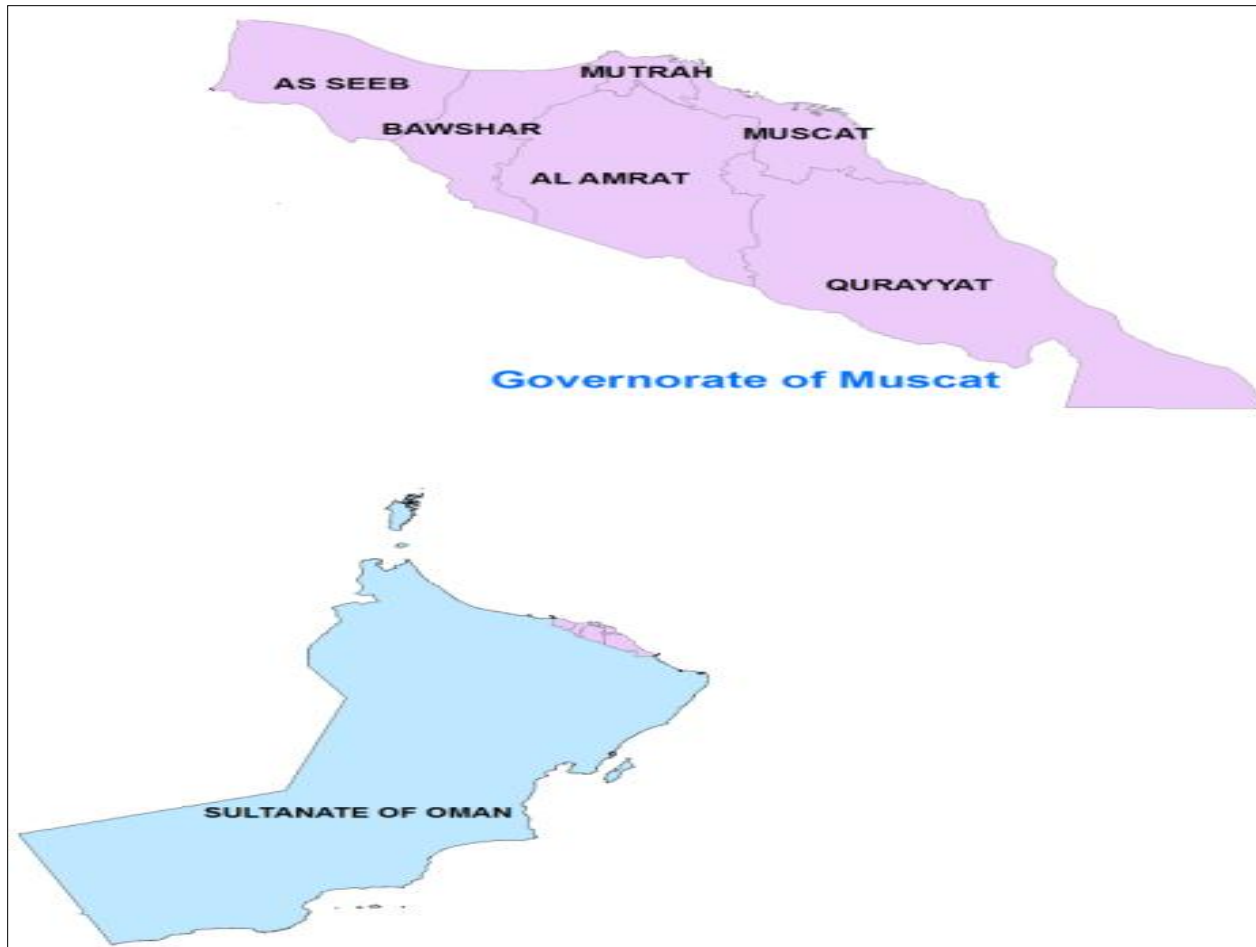 MUTRAH
AS SEEB
BAWSHAR
MUSCAT
AL AMRAT
QURAYYAT
Governorate of Muscat
SULTANATE OF OMAN